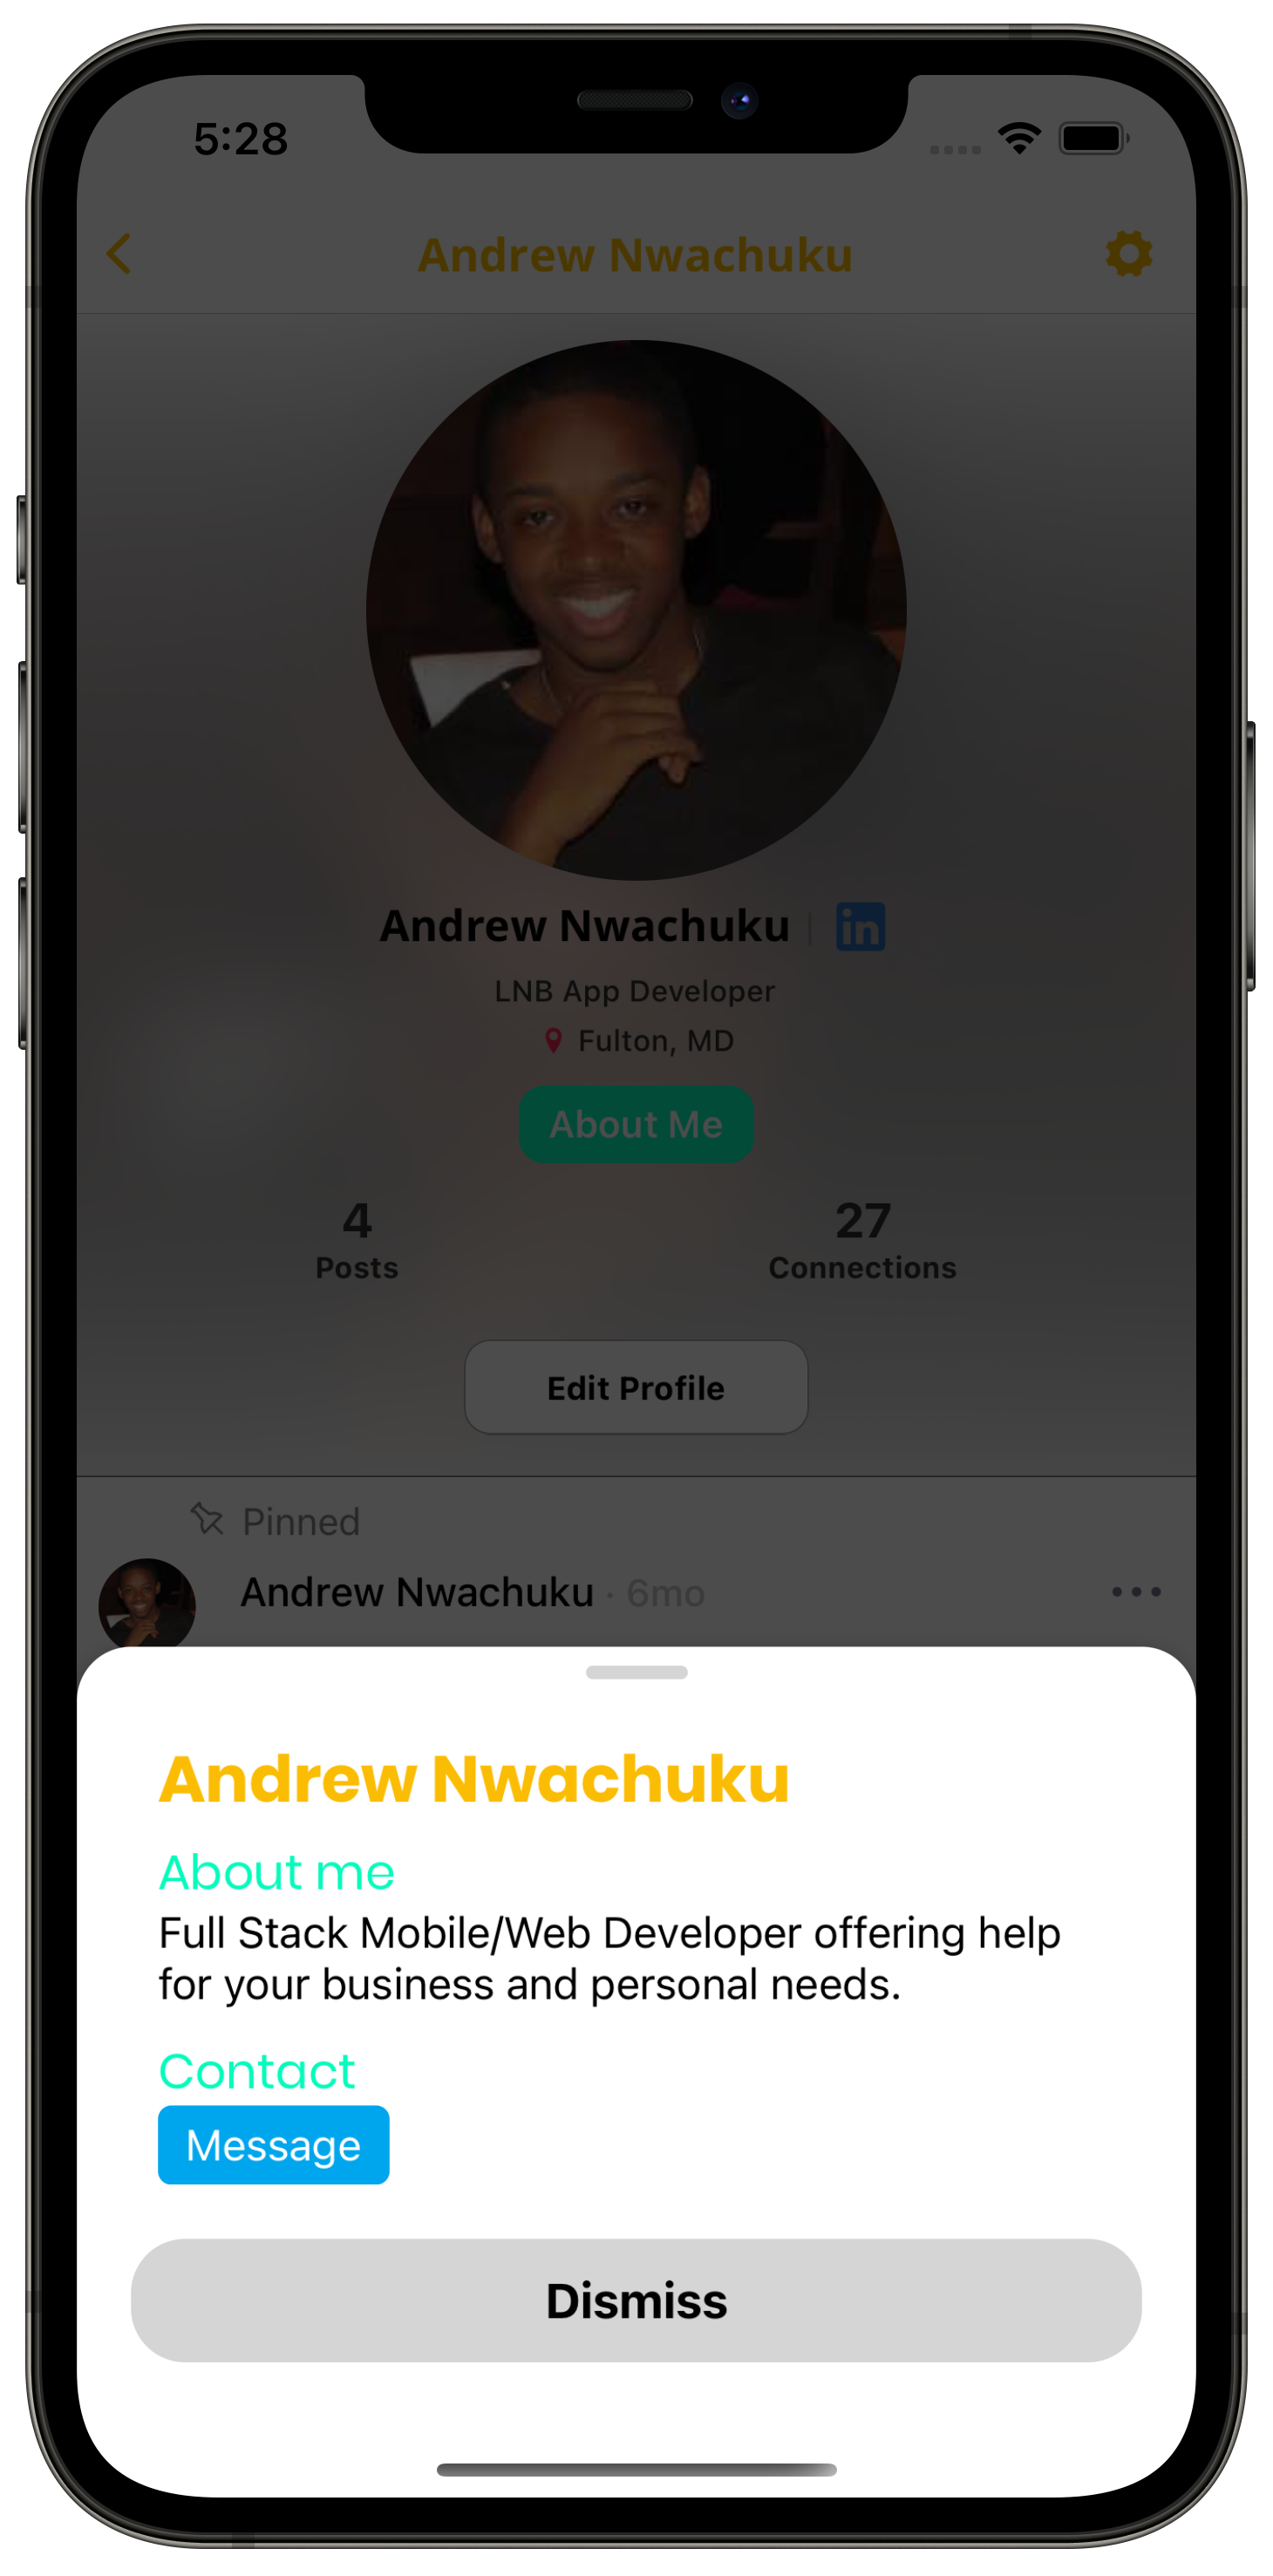 5:28
Andrew Nwachuku
Andrew Nwachuku
in
LNB App Developer
Fulton, MD
About Me
4
Posts
27
Connections
Edit Profile
Pinned
Andrew Nwachuku · 6mo
Andrew Nwachuku
About me
Full Stack Mobile/Web Developer offering help
for your business and personal needs.
Contact
Message
Dismiss